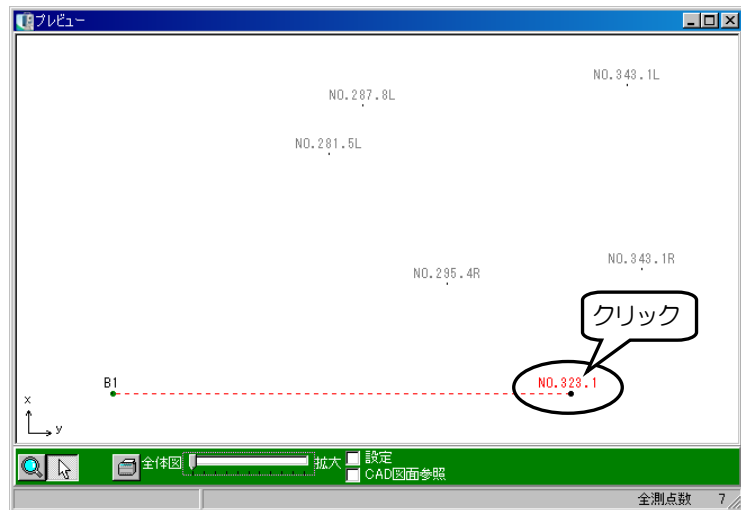 プレビュー
NO.343.1L
NO.287.8L
NO.281.5L
NO.343.1R
NO.295.4R
クリック
B1
NO.323.1
x
y
全体図 拡大 設定
CAD図面参照
全測点数 7